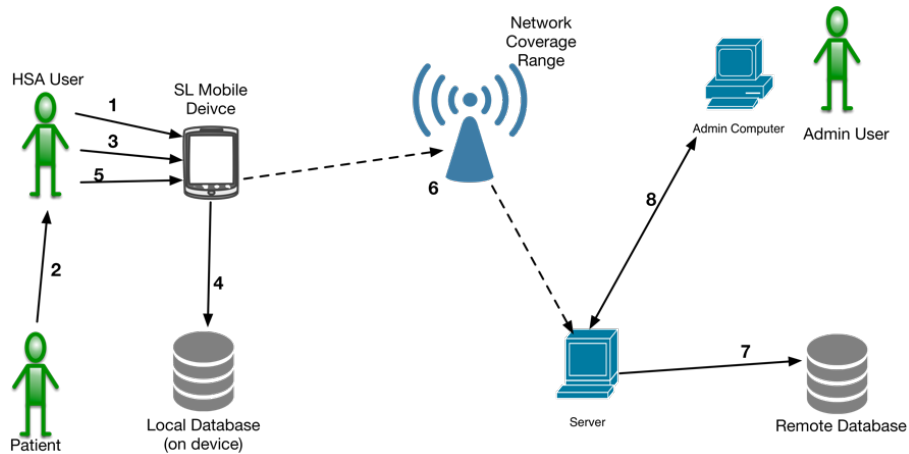 Network
Coverage
Range
HSA User
SL Mobile
Deivce
1
3
5
6
2
4
Admin Computer
Admin User
8
7
Patient
Local Database
(on device)
Server
Remote Database